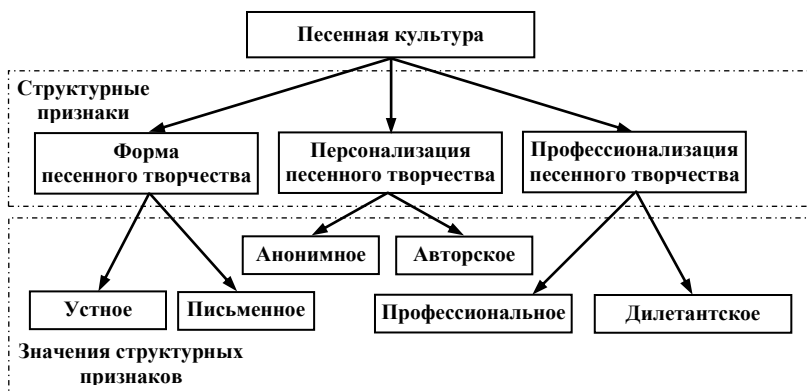 Песенная культура
Структурные
признаки
Форма
песенного творчества
Персонализация
песенного творчества
Профессионализация
песенного творчества
Анонимное
Авторское
Устное
Письменное
Профессиональное
Дилетантское
Значения структурных
признаков